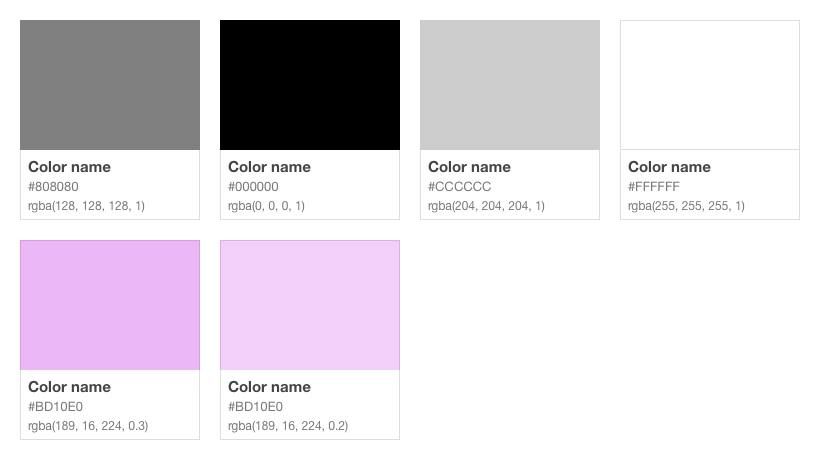 Color name
#808080
rgba(128, 128, 128, 1)
Color name
#000000
rgba(0, 0, 0, 1)
Color name
#CCCCCC
rgba(204, 204, 204, 1)
Color name
#FFFFFF
rgba(255, 255, 255, 1)
Color name
#BD10E0
rgba(189, 16, 224, 0.3)
Color name
#BD10E0
rgba(189, 16, 224, 0.2)